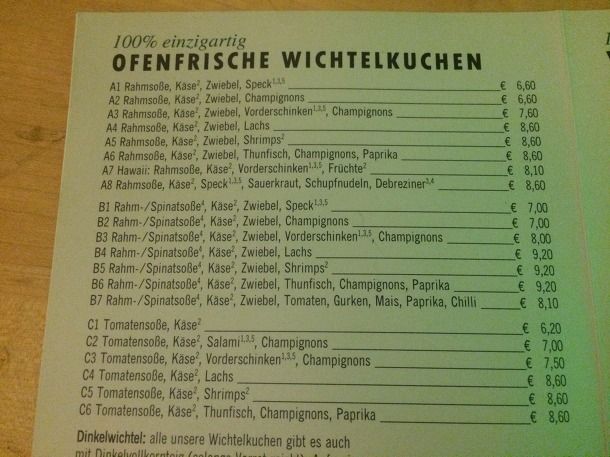 100% einzigartig
OFENFRISCHE WICHTELKUCHEN
A1 Rahmsoße, Käse², Zwiebel, Speck¹,³,⁵ € 6,60
A2 Rahmsoße, Käse², Zwiebel, Champignons € 6,60
A3 Rahmsoße, Käse², Zwiebel, Vorderschinken¹,³,⁵, Champignons € 7,60
A4 Rahmsoße, Käse², Zwiebel, Lachs € 8,60
A5 Rahmsoße, Käse², Zwiebel, Shrimps² € 8,60
A6 Rahmsoße, Käse², Zwiebel, Thunfisch, Champignons, Paprika € 8,60
A7 Hawaii: Rahmsoße, Käse², Vorderschinken¹,³,⁵, Früchte² € 8,10
A8 Rahmsoße, Käse², Speck¹,³,⁵, Sauerkraut, Schupfnudeln, Debreziner³,⁴ € 8,60
B1 Rahm-/Spinatsoße⁴, Käse², Zwiebel, Speck¹,³,⁵ € 7,00
B2 Rahm-/Spinatsoße⁴, Käse², Zwiebel, Champignons € 7,00
B3 Rahm-/Spinatsoße⁴, Käse², Zwiebel, Vorderschinken¹,³,⁵, Champignons € 8,00
B4 Rahm-/Spinatsoße⁴, Käse², Zwiebel, Lachs € 9,20
B5 Rahm-/Spinatsoße⁴, Käse², Zwiebel, Shrimps² € 9,20
B6 Rahm-/Spinatsoße⁴, Käse², Zwiebel, Thunfisch, Champignons, Paprika € 9,20
B7 Rahm-/Spinatsoße⁴, Käse², Zwiebel, Tomaten, Gurken, Mais, Paprika, Chilli € 8,10
C1 Tomatensoße, Käse² € 6,20
C2 Tomatensoße, Käse², Salami¹,³,⁵, Champignons € 7,00
C3 Tomatensoße, Käse², Vorderschinken¹,³,⁵, Champignons € 7,50
C4 Tomatensoße, Käse², Lachs € 8,60
C5 Tomatensoße, Käse², Shrimps² € 8,60
C6 Tomatensoße, Käse², Thunfisch, Champignons, Paprika € 8,60
Dinkelwichtel: alle unsere Wichtelkuchen gibt es auch
mit Dinkelvollkornteig (solange Vorrat reicht).